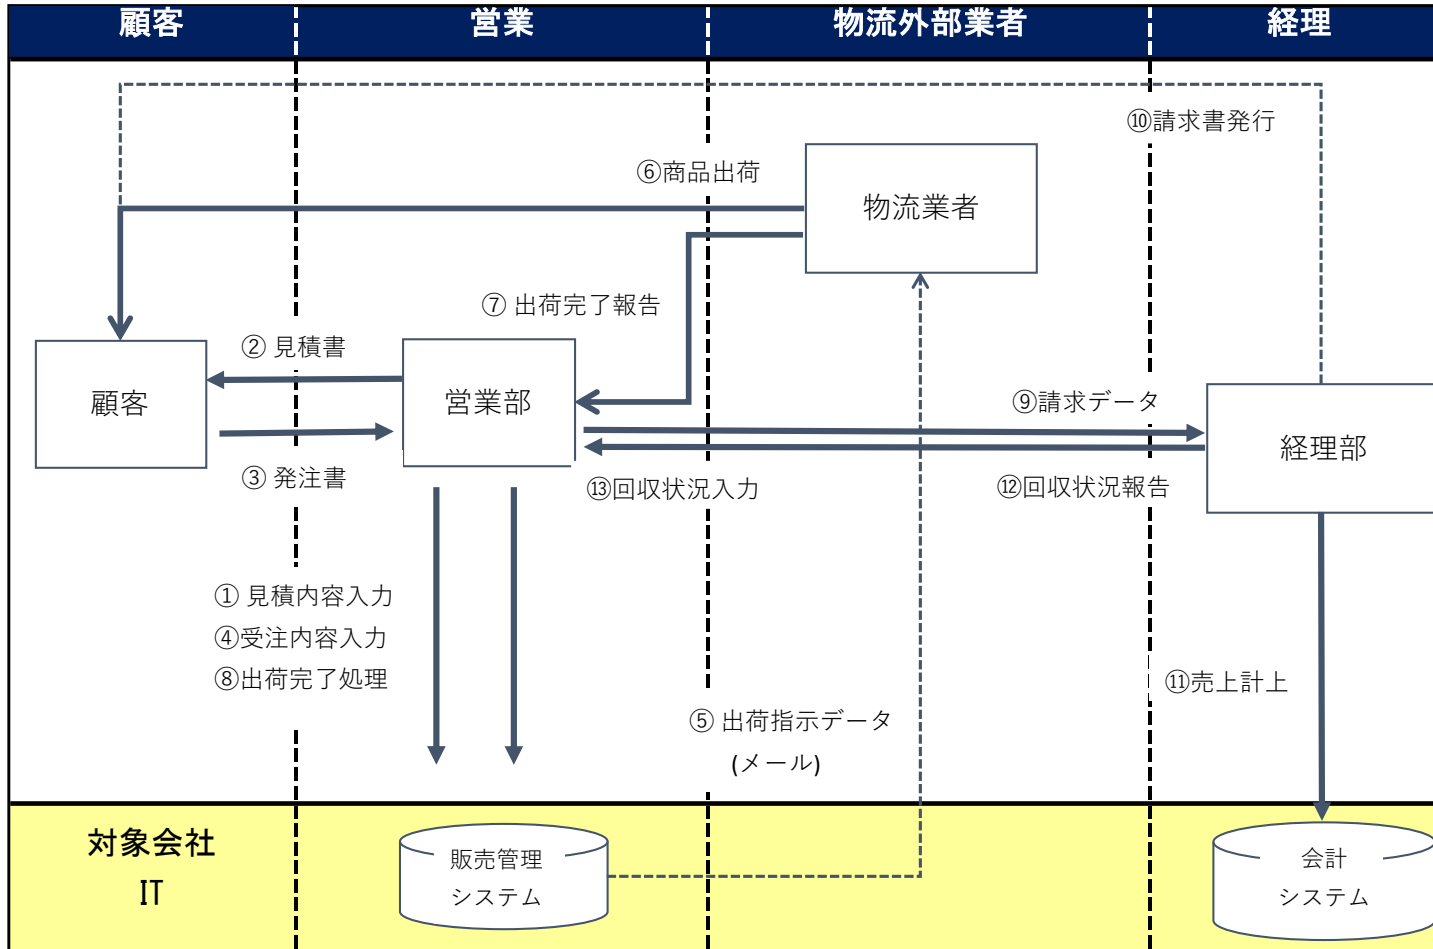 顧客
営業
物流外部業者
経理
⑩請求書発行
⑥商品出荷
物流業者
⑦ 出荷完了報告
② 見積書
顧客
営業部
⑨請求データ
経理部
③ 発注書
⑬回収状況入力
⑫回収状況報告
① 見積内容入力
④受注内容入力
⑧出荷完了処理
⑪売上計上
⑤ 出荷指示データ
(メール)
対象会社
IT
販売管理
システム
会計
システム